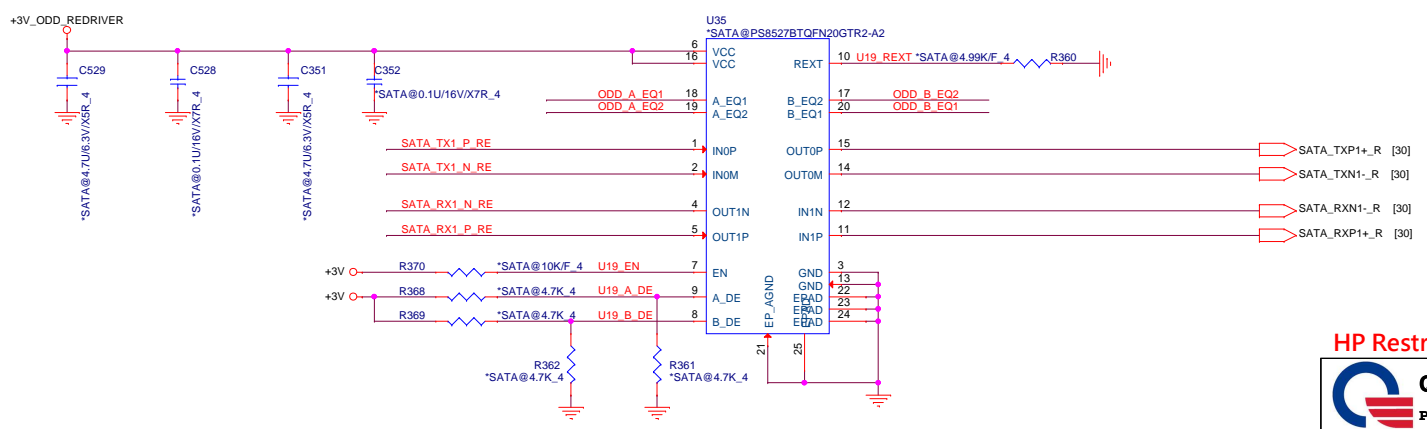 +3V_ODD_REDRIVER
U35
*SATA@PS8527BTQFN20GTR2-A2
C529
C528
C351
C352
*SATA@4.7U/6.3V/X5R_4
*SATA@0.1U/16V/X7R_4
*SATA@4.7U/6.3V/X5R_4
*SATA@0.1U/16V/X7R_4
6 VCC
16 VCC
REXT 10 U19_REXT *SATA@4.99K/F_4 R360
ODD_A_EQ1 18 A_EQ1
ODD_A_EQ2 19 A_EQ2
B_EQ2 17 ODD_B_EQ2
B_EQ1 20 ODD_B_EQ1
SATA_TX1_P_RE 1 IN0P
OUT0P 15 SATA_TXP1+_R [30]
SATA_TX1_N_RE 2 IN0M
OUT0M 14 SATA_TXN1-_R [30]
SATA_RX1_N_RE 4 OUT1N
IN1N 12 SATA_RXN1-_R [30]
SATA_RX1_P_RE 5 OUT1P
IN1P 11 SATA_RXP1+_R [30]
+3V R370 *SATA@10K/F_4 U19_EN 7 EN
+3V R368 *SATA@4.7K_4 U19_A_DE 9 A_DE
R369 *SATA@4.7K_4 U19_B_DE 8 B_DE
GND 3
GND 13
EPAD 22
EPAD 23
EPAD 24
EP_AGND 21
25
R362
*SATA@4.7K_4
R361
*SATA@4.7K_4
HP Restr